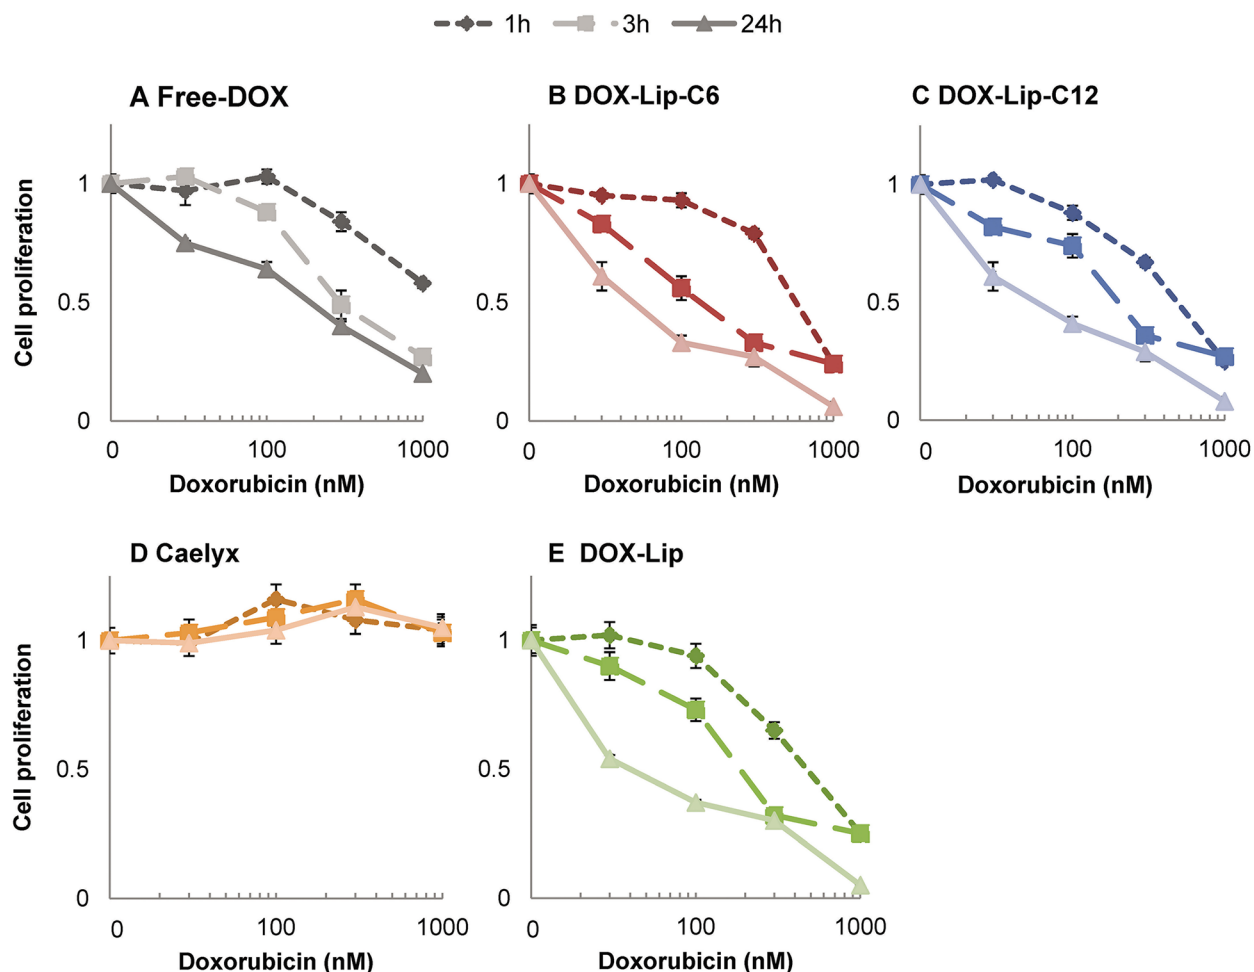 1h 3h 24h
A Free-DOX
B DOX-Lip-C6
C DOX-Lip-C12
Cell proliferation
1
0.5
0
0 100 1000
Doxorubicin (nM)
1
0.5
0
0 100 1000
Doxorubicin (nM)
1
0.5
0
0 100 1000
Doxorubicin (nM)
D Caelyx
E DOX-Lip
Cell proliferation
1
0.5
0
0 100 1000
Doxorubicin (nM)
1
0.5
0
0 100 1000
Doxorubicin (nM)